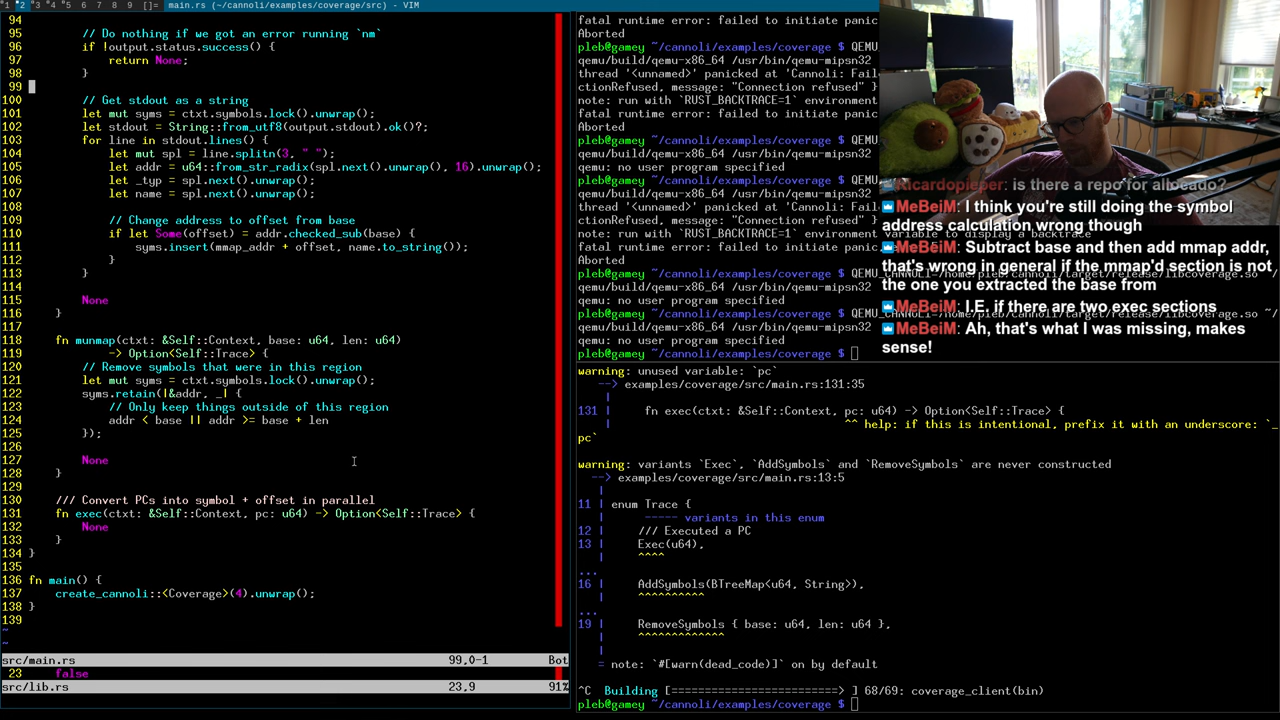 1 2 3 4 5 6 7 8 9 []= main.rs (~/cannoli/examples/coverage/src) - VIM
94
95 // Do nothing if we got an error running `nm`
96 if !output.status.success() {
97 return None;
98 }
99
100 // Get stdout as a string
101 let mut syms = ctxt.symbols.lock().unwrap();
102 let stdout = String::from_utf8(output.stdout).ok()?;
103 for line in stdout.lines() {
104 let mut spl = line.splitn(3, " ");
105 let addr = u64::from_str_radix(spl.next().unwrap(), 16).unwrap();
106 let _typ = spl.next().unwrap();
107 let name = spl.next().unwrap();
108
109 // Change address to offset from base
110 if let Some(offset) = addr.checked_sub(base) {
111 syms.insert(mmap_addr + offset, name.to_string());
112 }
113 }
114
115 None
116 }
117
118 fn munmap(ctxt: &Self::Context, base: u64, len: u64)
119 -> Option<Self::Trace> {
120 // Remove symbols that were in this region
121 let mut syms = ctxt.symbols.lock().unwrap();
122 syms.retain(|&addr, _| {
123 // Only keep things outside of this region
124 addr < base || addr >= base + len
125 });
126
127 None
128 }
129
130 /// Convert PCs into symbol + offset in parallel
131 fn exec(ctxt: &Self::Context, pc: u64) -> Option<Self::Trace> {
132 None
133 }
134 }
135
136 fn main() {
137 create_cannoli::<Coverage>(4).unwrap();
138 }
139
~
~
src/main.rs 99,0-1 Bot
23 false
src/lib.rs 23,9 91%
fatal runtime error: failed to initiate panic
Aborted
pleb@gamey ~/cannoli/examples/coverage $ QEMU_
qemu/build/qemu-x86_64 /usr/bin/qemu-mipsn32
thread '<unnamed>' panicked at 'Cannoli: Fail
ctionRefused, message: "Connection refused" }
note: run with `RUST_BACKTRACE=1` environment
fatal runtime error: failed to initiate panic
Aborted
pleb@gamey ~/cannoli/examples/coverage $ QEMU_
qemu/build/qemu-x86_64 /usr/bin/qemu-mipsn32
thread '<unnamed>' panicked at 'Cannoli: Fail
ctionRefused, message: "Connection refused" }
note: run with `RUST_BACKTRACE=1` environment variable to display a backtrace
fatal runtime error: failed to initiate panic
Aborted
pleb@gamey ~/cannoli/examples/coverage $ QEMU_CANNOLI=/home/pleb/cannoli/target/release/libcoverage.so
qemu/build/qemu-x86_64 /usr/bin/qemu-mipsn32
qemu: no user program specified
pleb@gamey ~/cannoli/examples/coverage $ QEMU_CANNOLI=/home/pleb/cannoli/target/release/libcoverage.so ~/
qemu/build/qemu-x86_64 /usr/bin/qemu-mipsn32
qemu: no user program specified
pleb@gamey ~/cannoli/examples/coverage $
Ricardopieper: is there a repo for allocado?
MeBeiM: I think you're still doing the symbol
address calculation wrong though
MeBeiM: Subtract base and then add mmap addr,
that's wrong in general if the mmap'd section is not
the one you extracted the base from
MeBeiM: I.E. if there are two exec sections
MeBeiM: Ah, that's what I was missing, makes
sense!
warning: unused variable: `pc`
--> examples/coverage/src/main.rs:131:35
|
131 | fn exec(ctxt: &Self::Context, pc: u64) -> Option<Self::Trace> {
| ^^ help: if this is intentional, prefix it with an underscore: `_
pc`
warning: variants `Exec`, `AddSymbols` and `RemoveSymbols` are never constructed
--> examples/coverage/src/main.rs:13:5
|
11 | enum Trace {
| ----- variants in this enum
12 | /// Executed a PC
13 | Exec(u64),
| ^^^^
...
16 | AddSymbols(BTreeMap<u64, String>),
| ^^^^^^^^^^
...
19 | RemoveSymbols { base: u64, len: u64 },
| ^^^^^^^^^^^^^
|
= note: `#[warn(dead_code)]` on by default
^C Building [========================> ] 68/69: coverage_client(bin)
pleb@gamey ~/cannoli/examples/coverage $